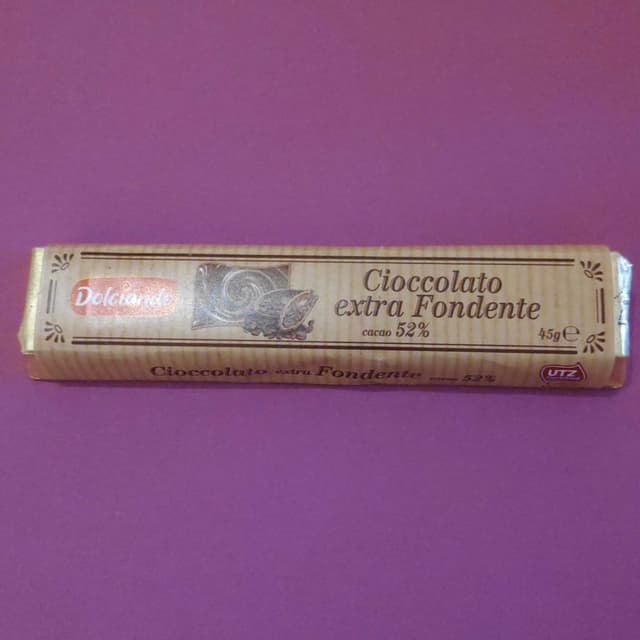 Dolciando
Cioccolato
extra Fondente
cacao 52%
45g e
Cioccolato extra Fondente cacao 52%
UTZ